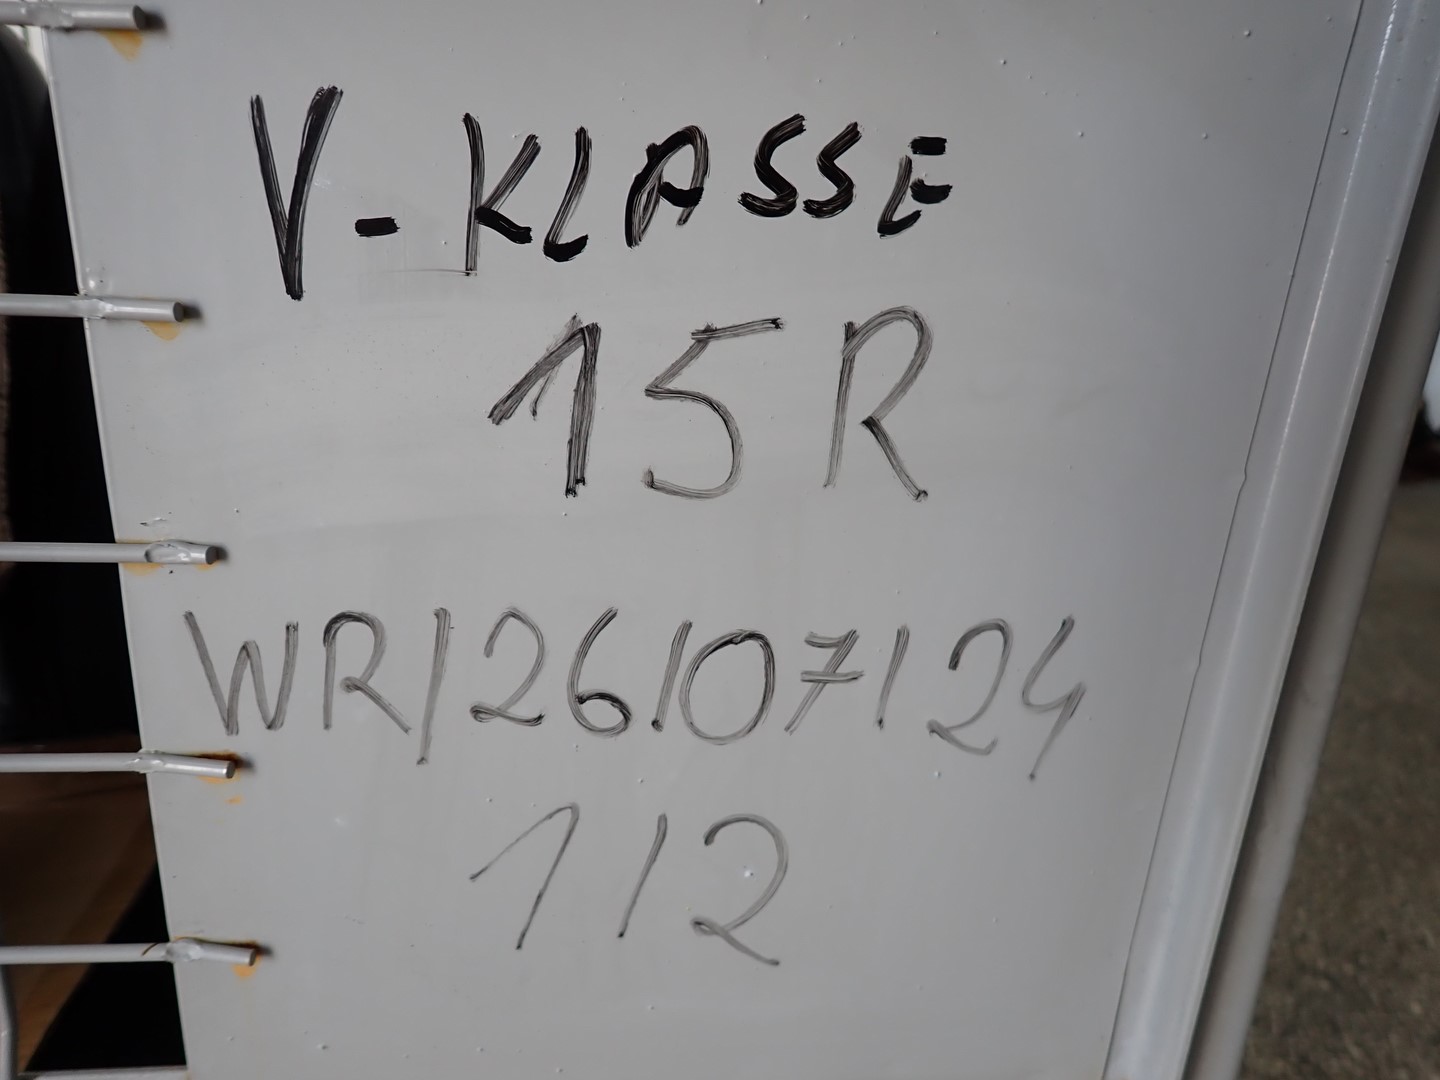 V-KLASSE
15R
WR/26/07/24
1/2